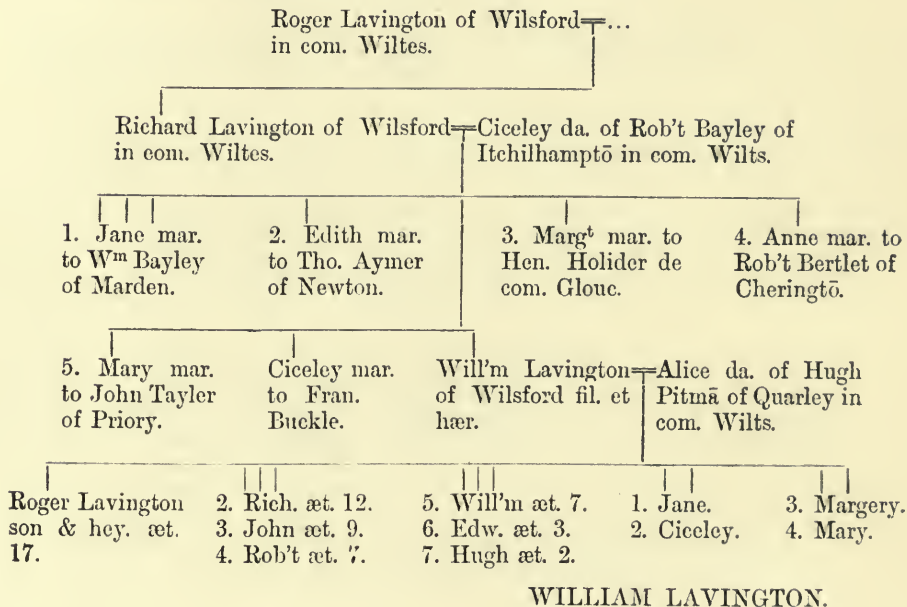 Roger Lavington of Wilsford=...
in com. Wiltes.
Richard Lavington of Wilsford=Ciceley da. of Rob't Bayley of
in com. Wiltes.
Itchilhamptō in com. Wilts.
1. Jane mar.
to Wᵐ Bayley
of Marden.
2. Edith mar.
to Tho. Aymer
of Newton.
3. Margᵗ mar. to
Hen. Holider de
com. Glouc.
4. Anne mar. to
Rob't Bertlet of
Cheringtō.
5. Mary mar.
to John Tayler
of Priory.
Ciceley mar.
to Fran.
Buckle.
Will'm Lavington=Alice da. of Hugh
of Wilsford fil. et
hær.
Pitmā of Quarley in
com. Wilts.
Roger Lavington
son & hey. æt.
17.
2. Rich. æt. 12.
3. John æt. 9.
4. Rob't æt. 7.
5. Will'm æt. 7.
6. Edw. æt. 3.
7. Hugh æt. 2.
1. Jane.
2. Ciceley.
3. Margery.
4. Mary.
WILLIAM LAVINGTON.